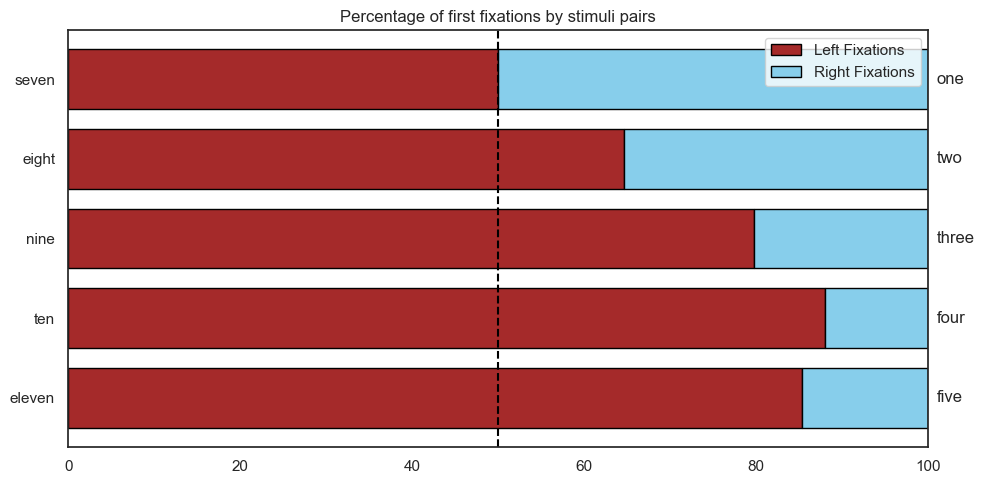 Percentage of first fixations by stimuli pairs
Left Fixations
Right Fixations
seven one
eight two
nine three
ten four
eleven five
0 20 40 60 80 100